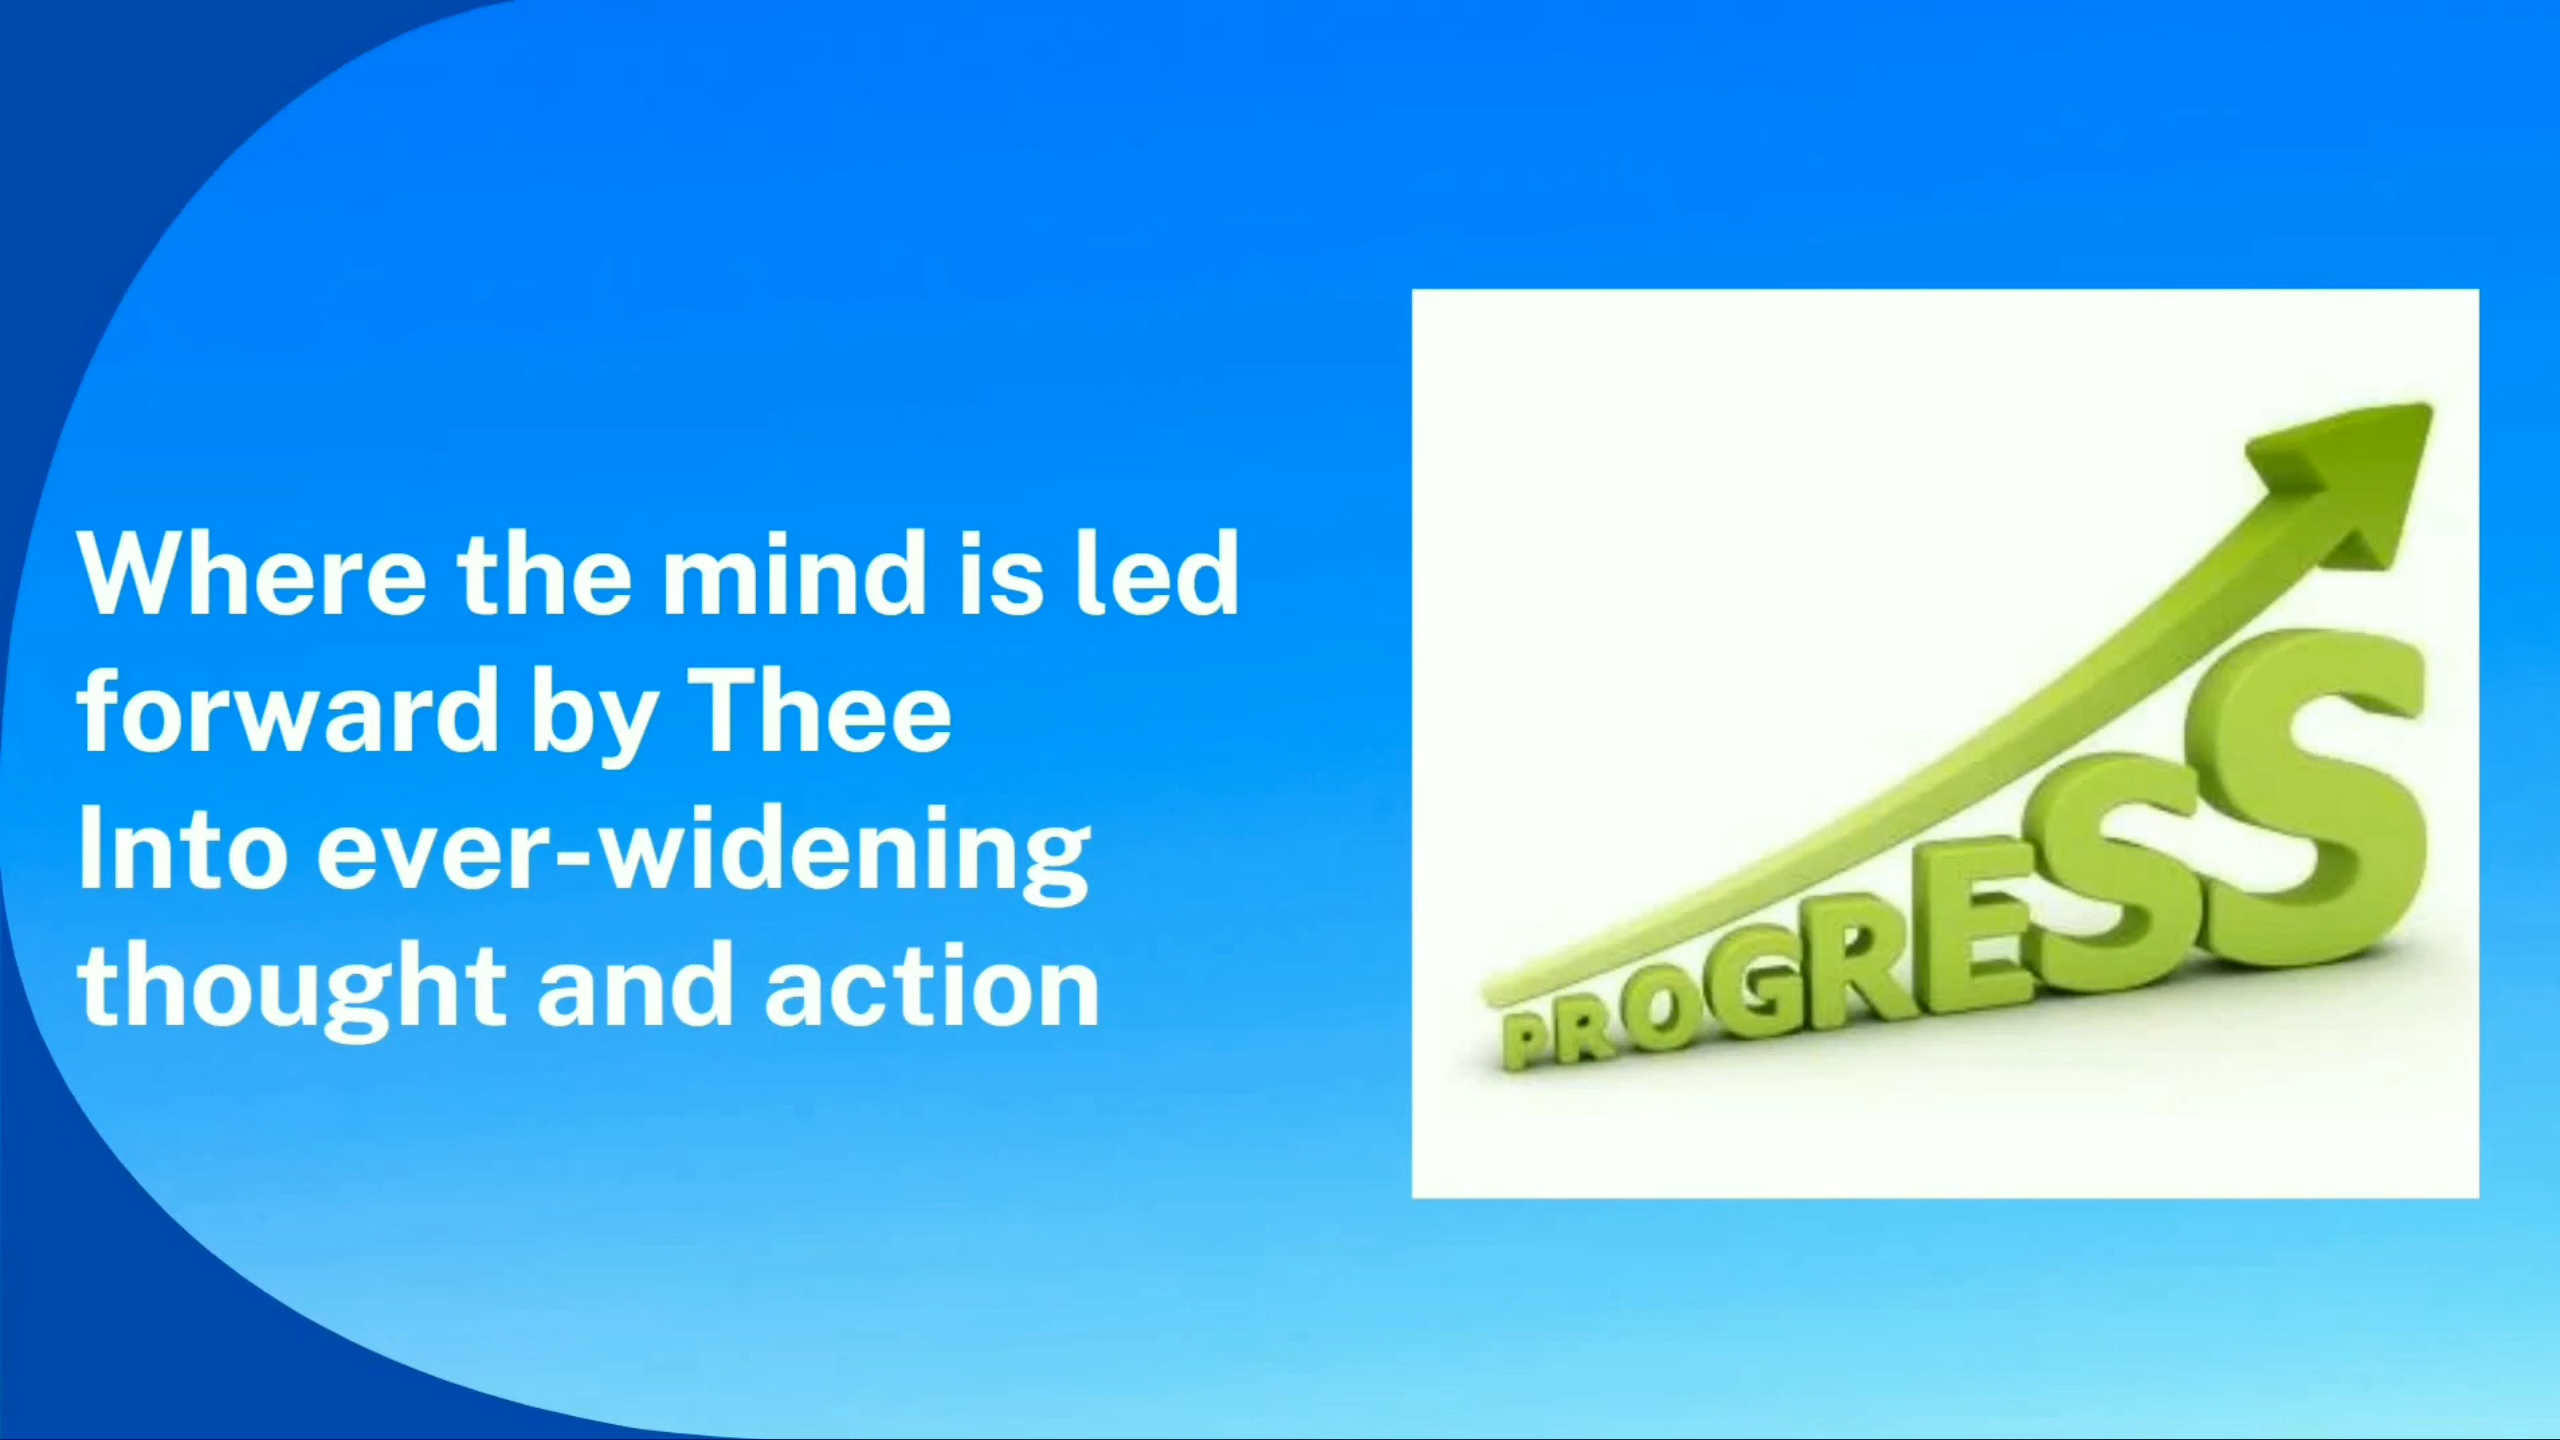 Where the mind is led
forward by Thee
Into ever-widening
thought and action
PROGRESS